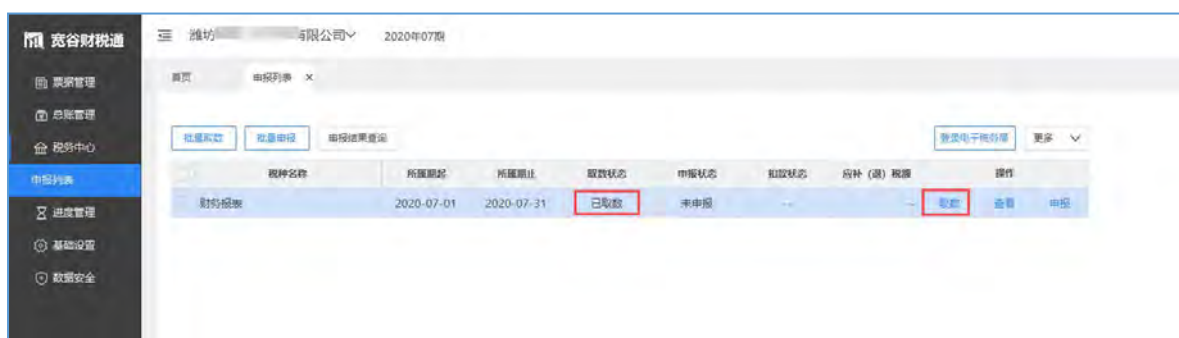 宽谷财税通
潍坊 有限公司 2020年07期
票据管理
首页 申报列表 ×
总账管理
税务中心
批量取数 批量申报 申报结果查询 登录电子税务局 更多
申报列表
税种名称 所属期起 所属期止 取数状态 申报状态 扣款状态 应补（退）税额 操作
财务报表 2020-07-01 2020-07-31 已取数 未申报 -- -- 取数 查看 申报
进度管理
基础设置
数据安全